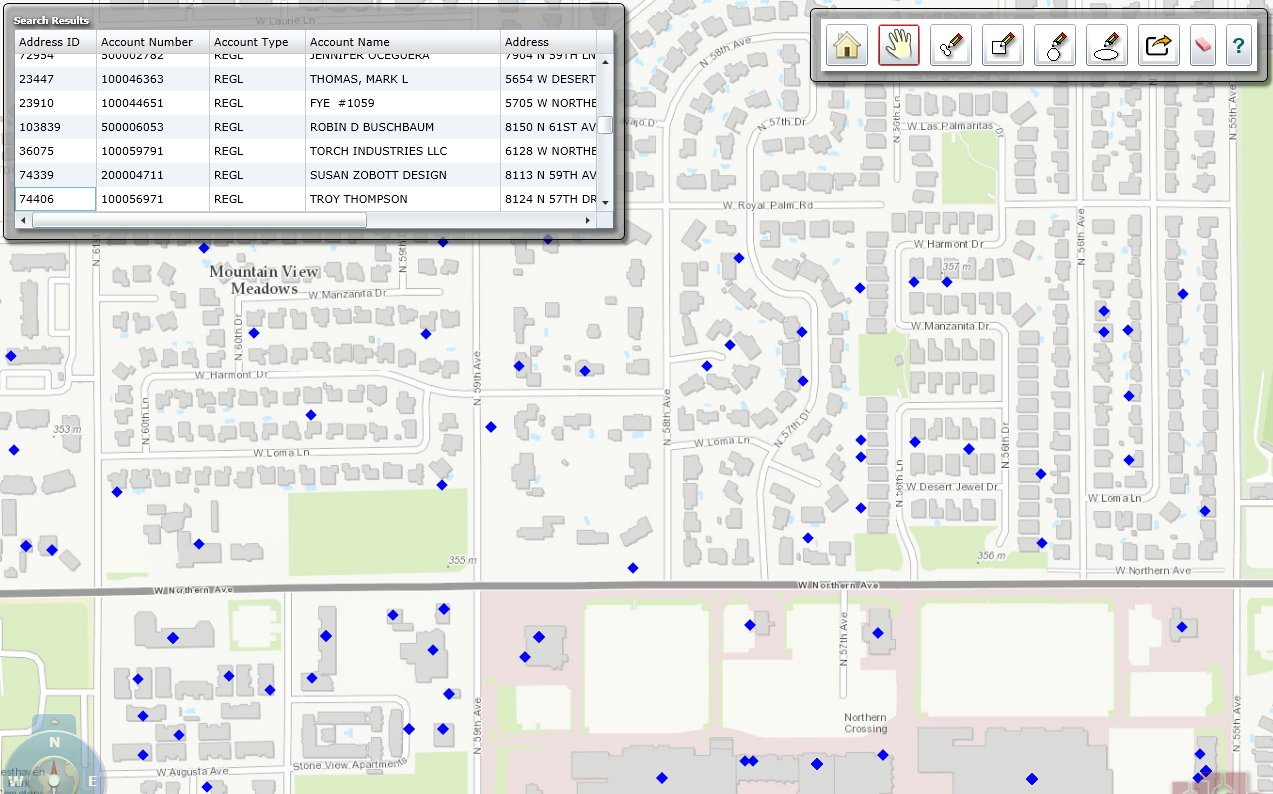 Search Results
Address ID Account Number Account Type Account Name Address
72954 500002782 REGL JENNIFER OCEGUERA 7904 N 59TH LN
23447 100046363 REGL THOMAS, MARK L 5654 W DESERT
23910 100044651 REGL FYE #1059 5705 W NORTHE
103839 500006053 REGL ROBIN D BUSCHBAUM 8150 N 61ST AV
36075 100059791 REGL TORCH INDUSTRIES LLC 6128 W NORTHE
74339 200004711 REGL SUSAN ZOBOTT DESIGN 8113 N 59TH AV
74406 100056971 REGL TROY THOMPSON 8124 N 57TH DR
?
W Laurie Ln
N 58th Ave
N 57th Dr
N 56th Ln
W Las Palmaritas Dr
N 55th Ave
W Royal Palm Rd
N 56th Ave
W Harmont Dr
357 m
N 59th Dr
Mountain View
Meadows
W Manzanita Dr
N 60th Dr
W Manzanita Dr
W Harmont Dr
N 59th Ave
N 58th Ave
N 60th Ln
353 m
N 57th Dr
W Loma Ln
W Loma Ln
N 56th Dr
N 56th Ln
W Desert Jewel Dr
W Loma Ln
355 m
356 m
W Northern Ave
W Northern Ave
W Northern Ave
N 57th Ave
N 59th Ave
N 55th Ave
Northern
Crossing
Stone View Apartments
W Augusta Ave
N
W
E
Park